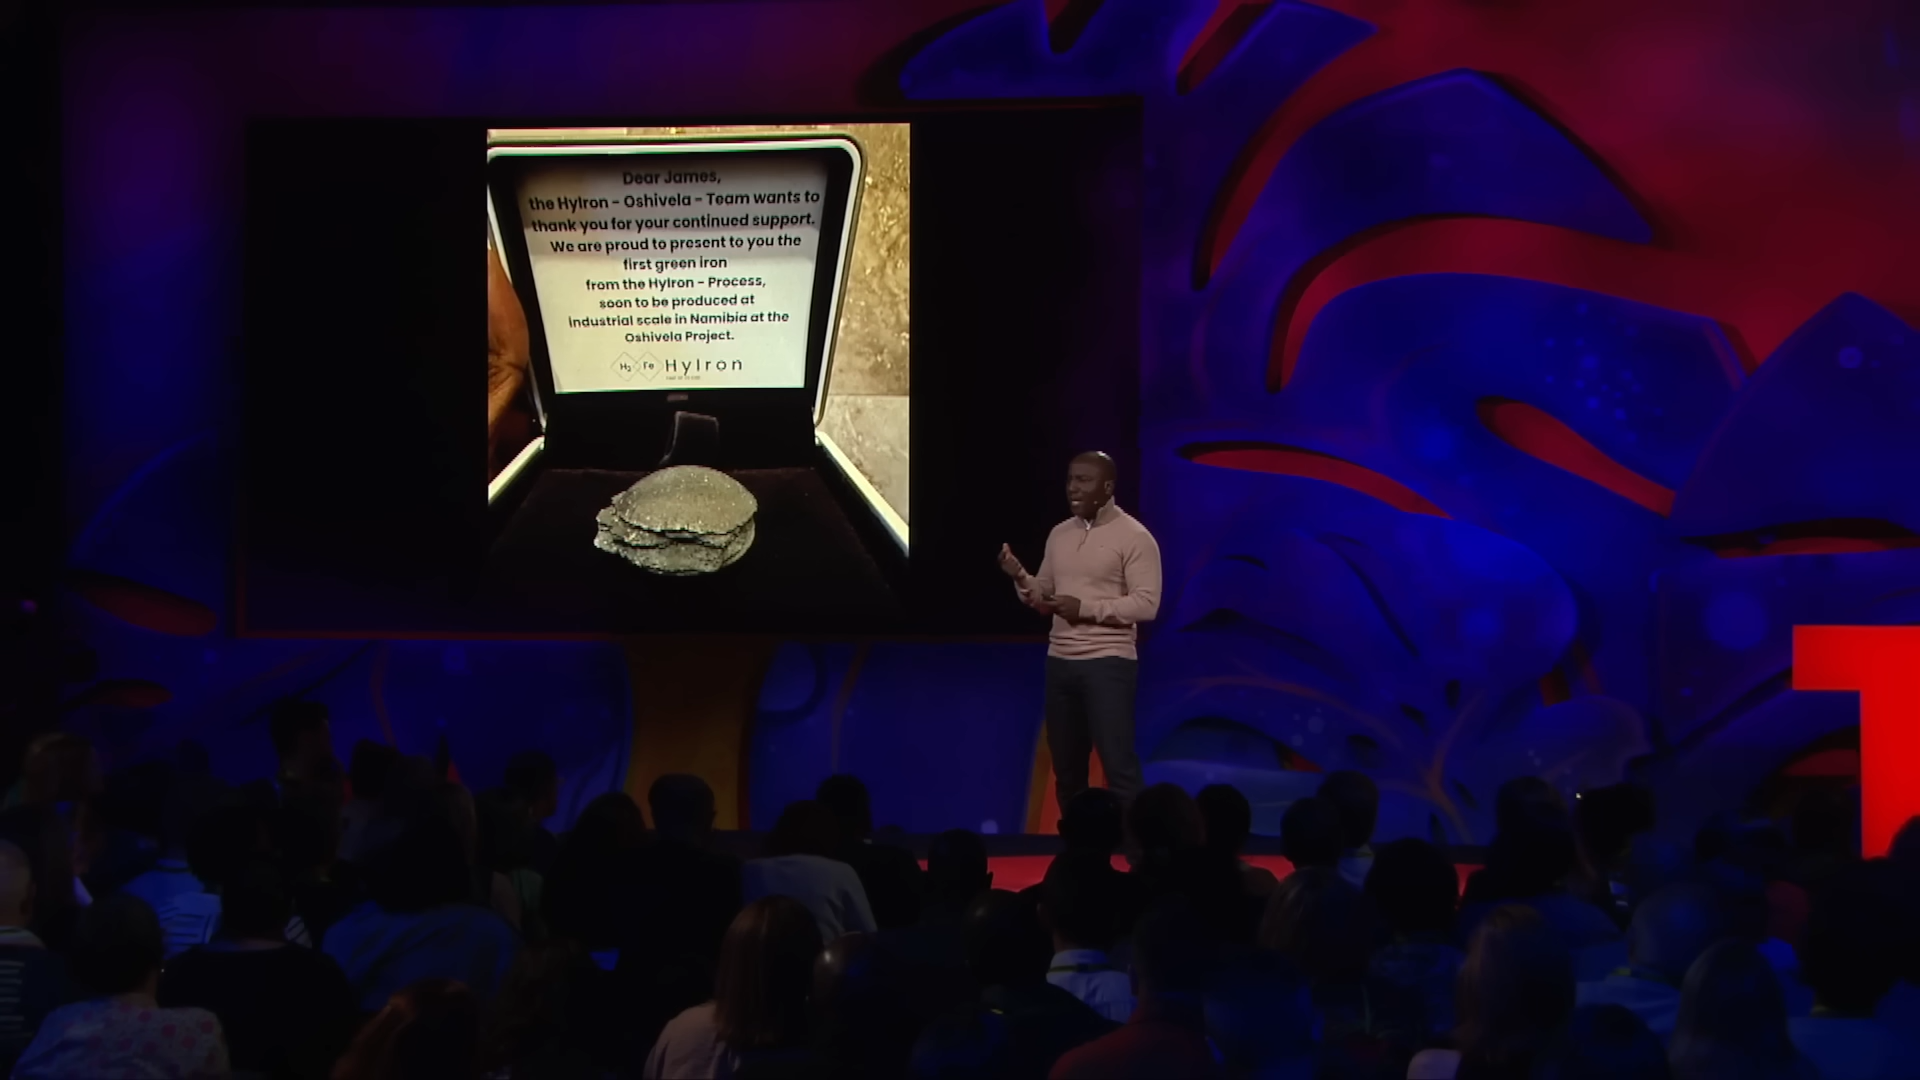 Dear James,
the HyIron - Oshivela - Team wants to
thank you for your continued support.
We are proud to present to you the
first green iron
from the HyIron - Process,
soon to be produced at
industrial scale in Namibia at the
Oshivela Project.
H₂ Fe HyIron
T